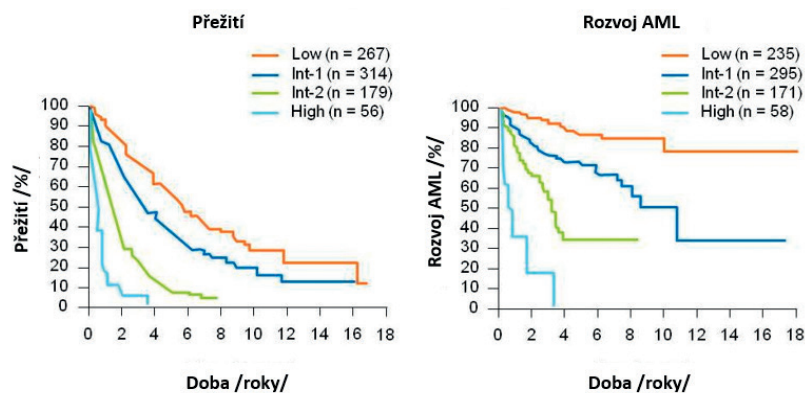 Přežití
Low (n = 267)
Int-1 (n = 314)
Int-2 (n = 179)
High (n = 56)
Přežití /%/
100
90
80
70
60
50
40
30
20
10
0
0 2 4 6 8 10 12 14 16 18
Doba /roky/
Rozvoj AML
Low (n = 235)
Int-1 (n = 295)
Int-2 (n = 171)
High (n = 58)
Rozvoj AML /%/
100
90
80
70
60
50
40
30
20
10
0
0 2 4 6 8 10 12 14 16 18
Doba /roky/